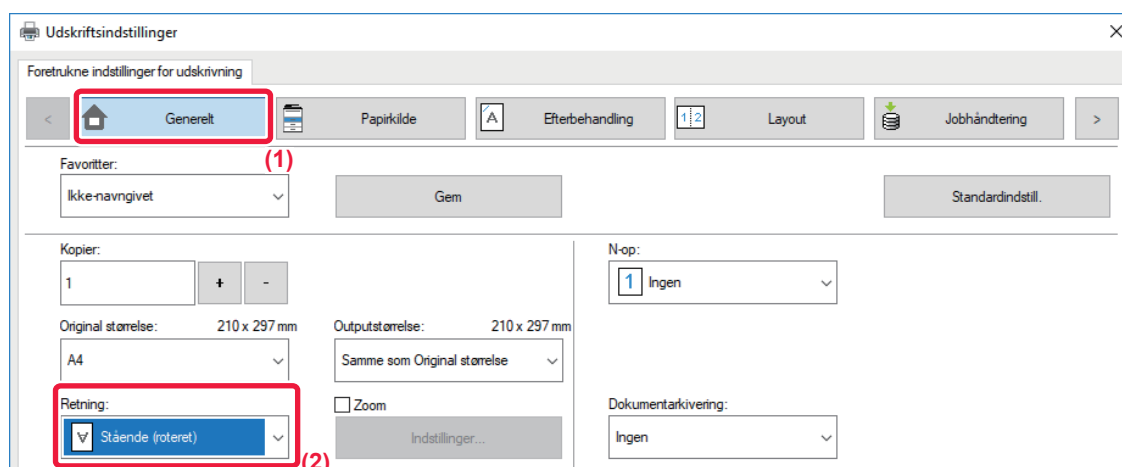 Udskriftsindstillinger
Foretrukne indstillinger for udskrivning
< Generelt Papirkilde A Efterbehandling 1 2 Layout Jobhåndtering >
(1)
Favoritter:
Ikke-navngivet Gem Standardindstill.
Kopier: N-op:
1 + - 1 Ingen
Original størrelse: 210 x 297 mm Outputstørrelse: 210 x 297 mm
A4 Samme som Original størrelse
Retning: Zoom Dokumentarkivering:
A Stående (roteret) Indstillinger... Ingen
(2)